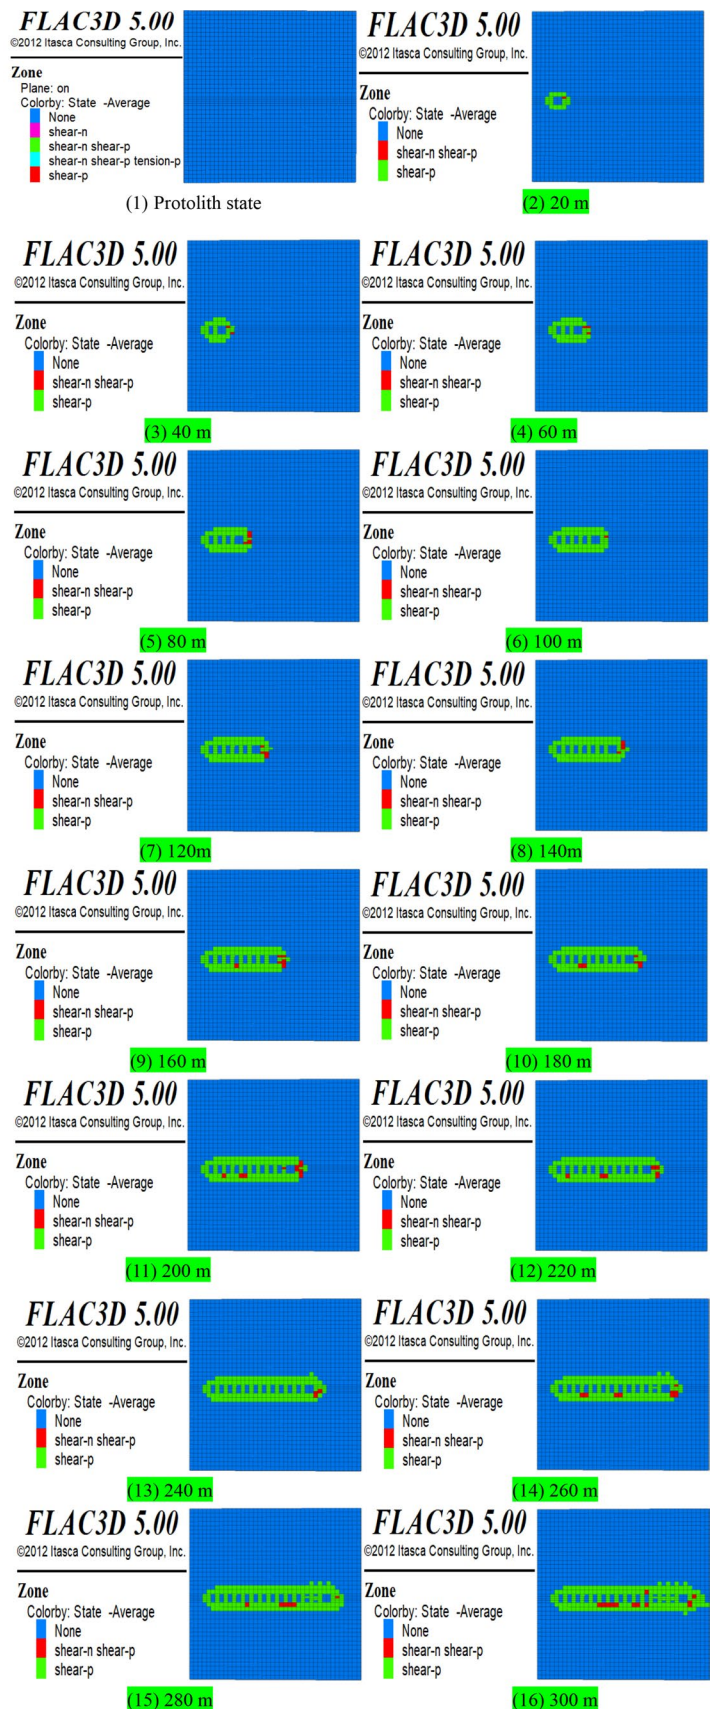 FLAC3D 5.00
©2012 Itasca Consulting Group, Inc.
Zone
Plane: on
Colorby: State -Average
None
shear-n
shear-n shear-p
shear-n shear-p tension-p
shear-p
(1) Protolith state
FLAC3D 5.00
©2012 Itasca Consulting Group, Inc.
Zone
Colorby: State -Average
None
shear-n shear-p
shear-p
(2) 20 m
FLAC3D 5.00
©2012 Itasca Consulting Group, Inc.
Zone
Colorby: State -Average
None
shear-n shear-p
shear-p
(3) 40 m
FLAC3D 5.00
©2012 Itasca Consulting Group, Inc.
Zone
Colorby: State -Average
None
shear-n shear-p
shear-p
(4) 60 m
FLAC3D 5.00
©2012 Itasca Consulting Group, Inc.
Zone
Colorby: State -Average
None
shear-n shear-p
shear-p
(5) 80 m
FLAC3D 5.00
©2012 Itasca Consulting Group, Inc.
Zone
Colorby: State -Average
None
shear-n shear-p
shear-p
(6) 100 m
FLAC3D 5.00
©2012 Itasca Consulting Group, Inc.
Zone
Colorby: State -Average
None
shear-n shear-p
shear-p
(7) 120m
FLAC3D 5.00
©2012 Itasca Consulting Group, Inc.
Zone
Colorby: State -Average
None
shear-n shear-p
shear-p
(8) 140m
FLAC3D 5.00
©2012 Itasca Consulting Group, Inc.
Zone
Colorby: State -Average
None
shear-n shear-p
shear-p
(9) 160 m
FLAC3D 5.00
©2012 Itasca Consulting Group, Inc.
Zone
Colorby: State -Average
None
shear-n shear-p
shear-p
(10) 180 m
FLAC3D 5.00
©2012 Itasca Consulting Group, Inc.
Zone
Colorby: State -Average
None
shear-n shear-p
shear-p
(11) 200 m
FLAC3D 5.00
©2012 Itasca Consulting Group, Inc.
Zone
Colorby: State -Average
None
shear-n shear-p
shear-p
(12) 220 m
FLAC3D 5.00
©2012 Itasca Consulting Group, Inc.
Zone
Colorby: State -Average
None
shear-n shear-p
shear-p
(13) 240 m
FLAC3D 5.00
©2012 Itasca Consulting Group, Inc.
Zone
Colorby: State -Average
None
shear-n shear-p
shear-p
(14) 260 m
FLAC3D 5.00
©2012 Itasca Consulting Group, Inc.
Zone
Colorby: State -Average
None
shear-n shear-p
shear-p
(15) 280 m
FLAC3D 5.00
©2012 Itasca Consulting Group, Inc.
Zone
Colorby: State -Average
None
shear-n shear-p
shear-p
(16) 300 m